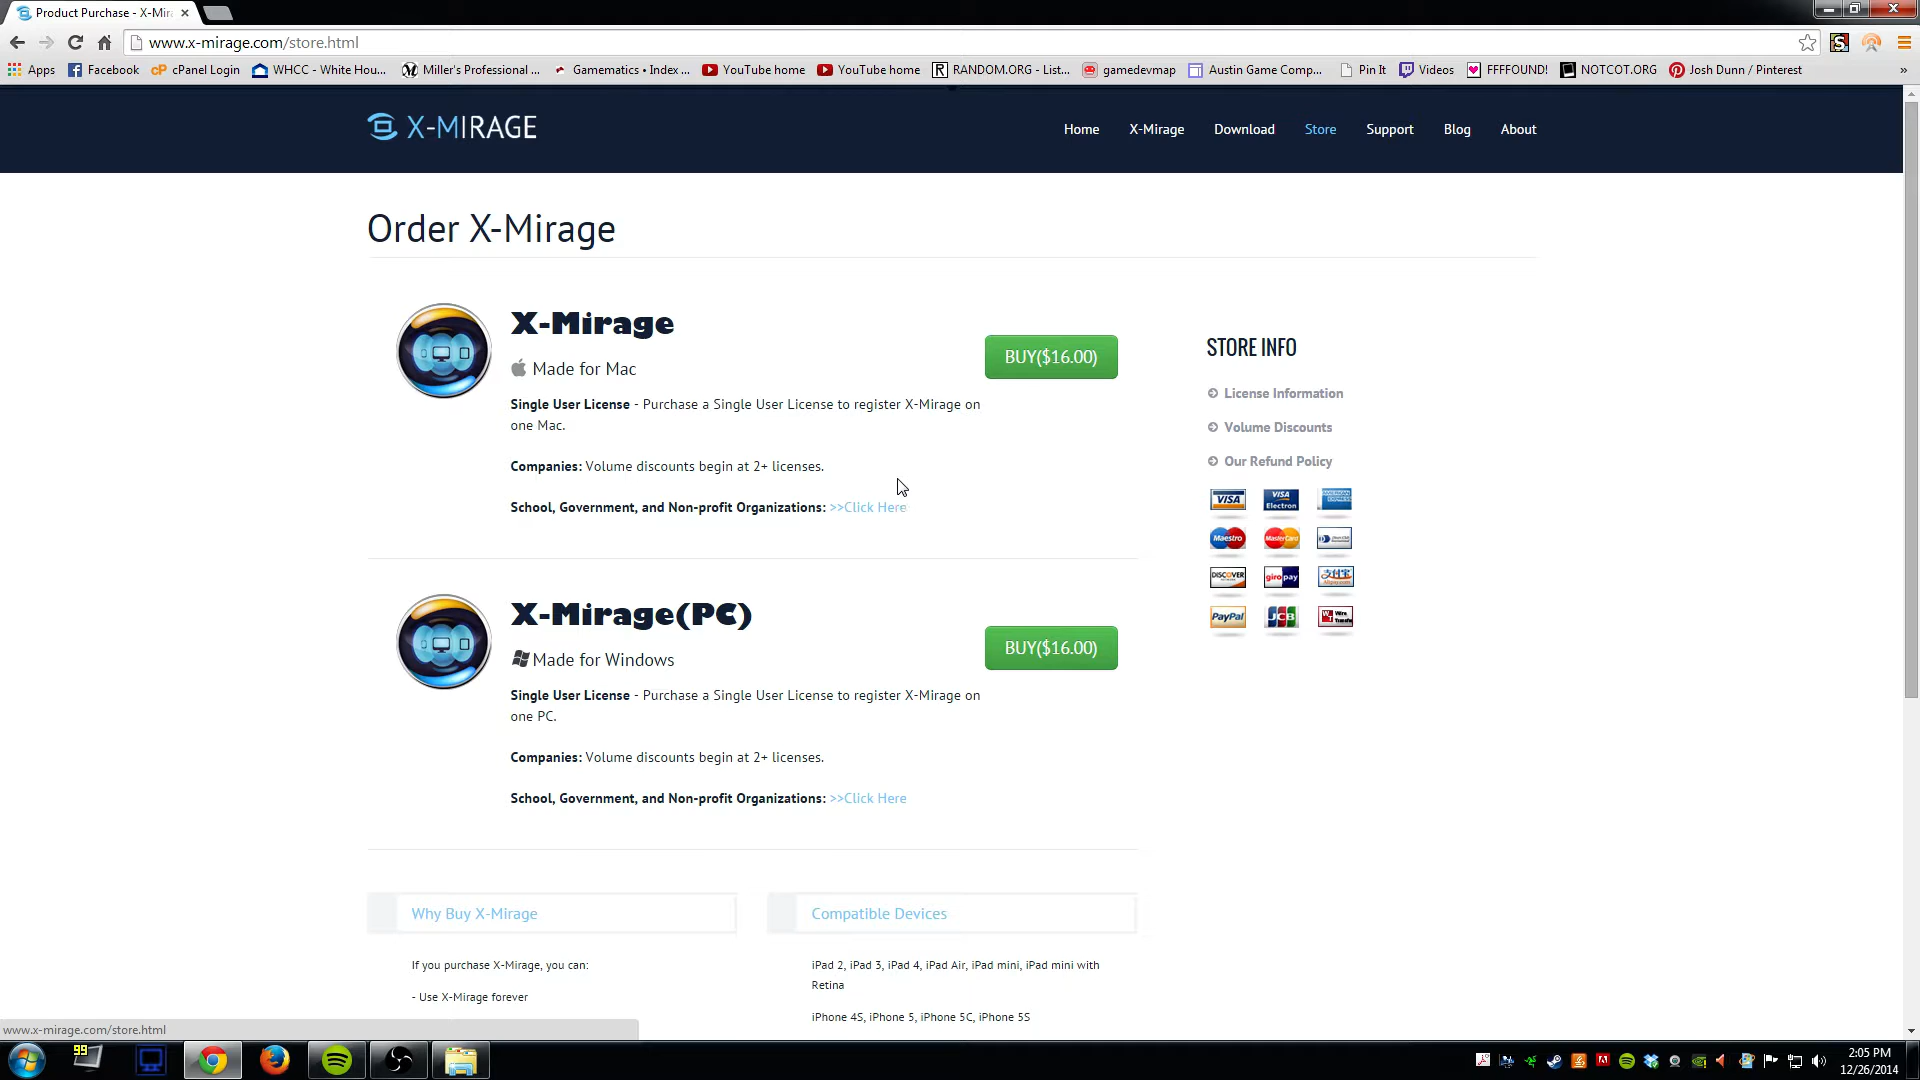 Product Purchase - X-Mir
www.x-mirage.com/store.html
Apps Facebook cPanel Login WHCC - White Hou... Miller's Professional ... Gamematics • Index ... YouTube home YouTube home RANDOM.ORG - List... gamedevmap Austin Game Comp... Pin It Videos FFFFOUND! NOTCOT.ORG Josh Dunn / Pinterest »
X-MIRAGE
Home X-Mirage Download Store Support Blog About
Order X-Mirage
X-Mirage
Made for Mac
BUY($16.00)
Single User License - Purchase a Single User License to register X-Mirage on
one Mac.
Companies: Volume discounts begin at 2+ licenses.
School, Government, and Non-profit Organizations: >>Click Here
X-Mirage(PC)
Made for Windows
BUY($16.00)
Single User License - Purchase a Single User License to register X-Mirage on
one PC.
Companies: Volume discounts begin at 2+ licenses.
School, Government, and Non-profit Organizations: >>Click Here
STORE INFO
License Information
Volume Discounts
Our Refund Policy
VISA VISA Electron
Maestro MasterCard
DISCOVER giropay 支付宝
PayPal JCB Wire Transfer
Why Buy X-Mirage
If you purchase X-Mirage, you can:
- Use X-Mirage forever
Compatible Devices
iPad 2, iPad 3, iPad 4, iPad Air, iPad mini, iPad mini with
Retina
iPhone 4S, iPhone 5, iPhone 5C, iPhone 5S
www.x-mirage.com/store.html
99
2:05 PM
12/26/2014